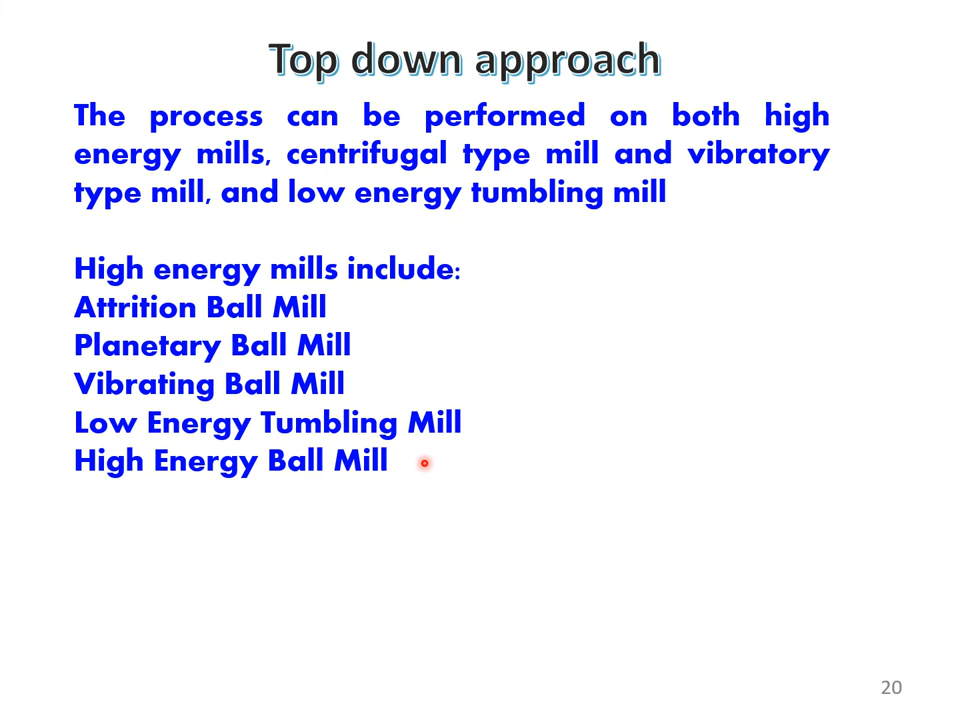 Top down approach
The process can be performed on both high
energy mills, centrifugal type mill and vibratory
type mill, and low energy tumbling mill
High energy mills include:
Attrition Ball Mill
Planetary Ball Mill
Vibrating Ball Mill
Low Energy Tumbling Mill
High Energy Ball Mill
20